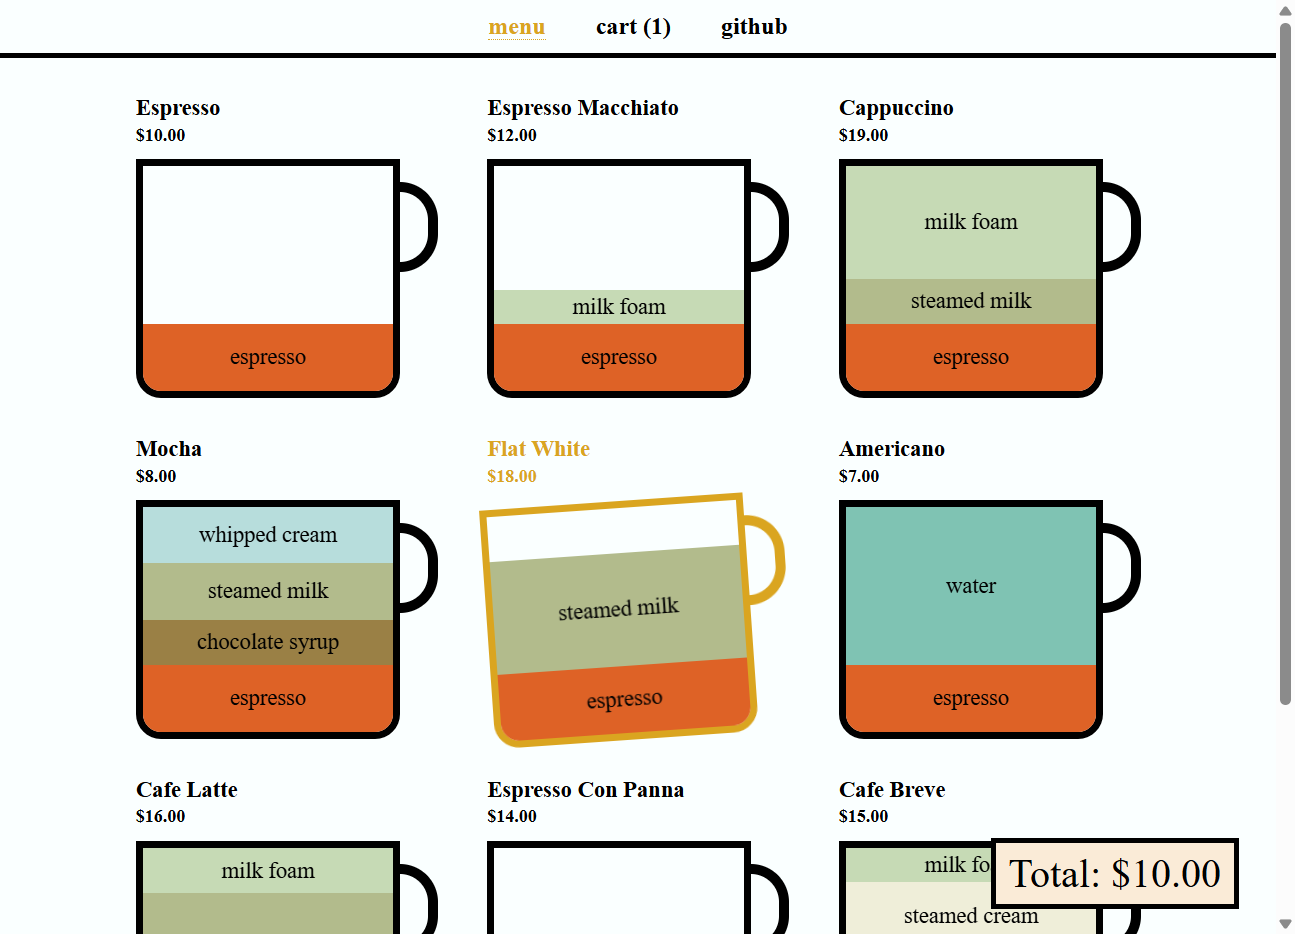 menu cart (1) github
Espresso
$10.00
espresso
Espresso Macchiato
$12.00
milk foam
espresso
Cappuccino
$19.00
milk foam
steamed milk
espresso
Mocha
$8.00
whipped cream
steamed milk
chocolate syrup
espresso
Flat White
$18.00
steamed milk
espresso
Americano
$7.00
water
espresso
Cafe Latte
$16.00
milk foam
Espresso Con Panna
$14.00
Cafe Breve
$15.00
milk fo
steamed cream
Total: $10.00